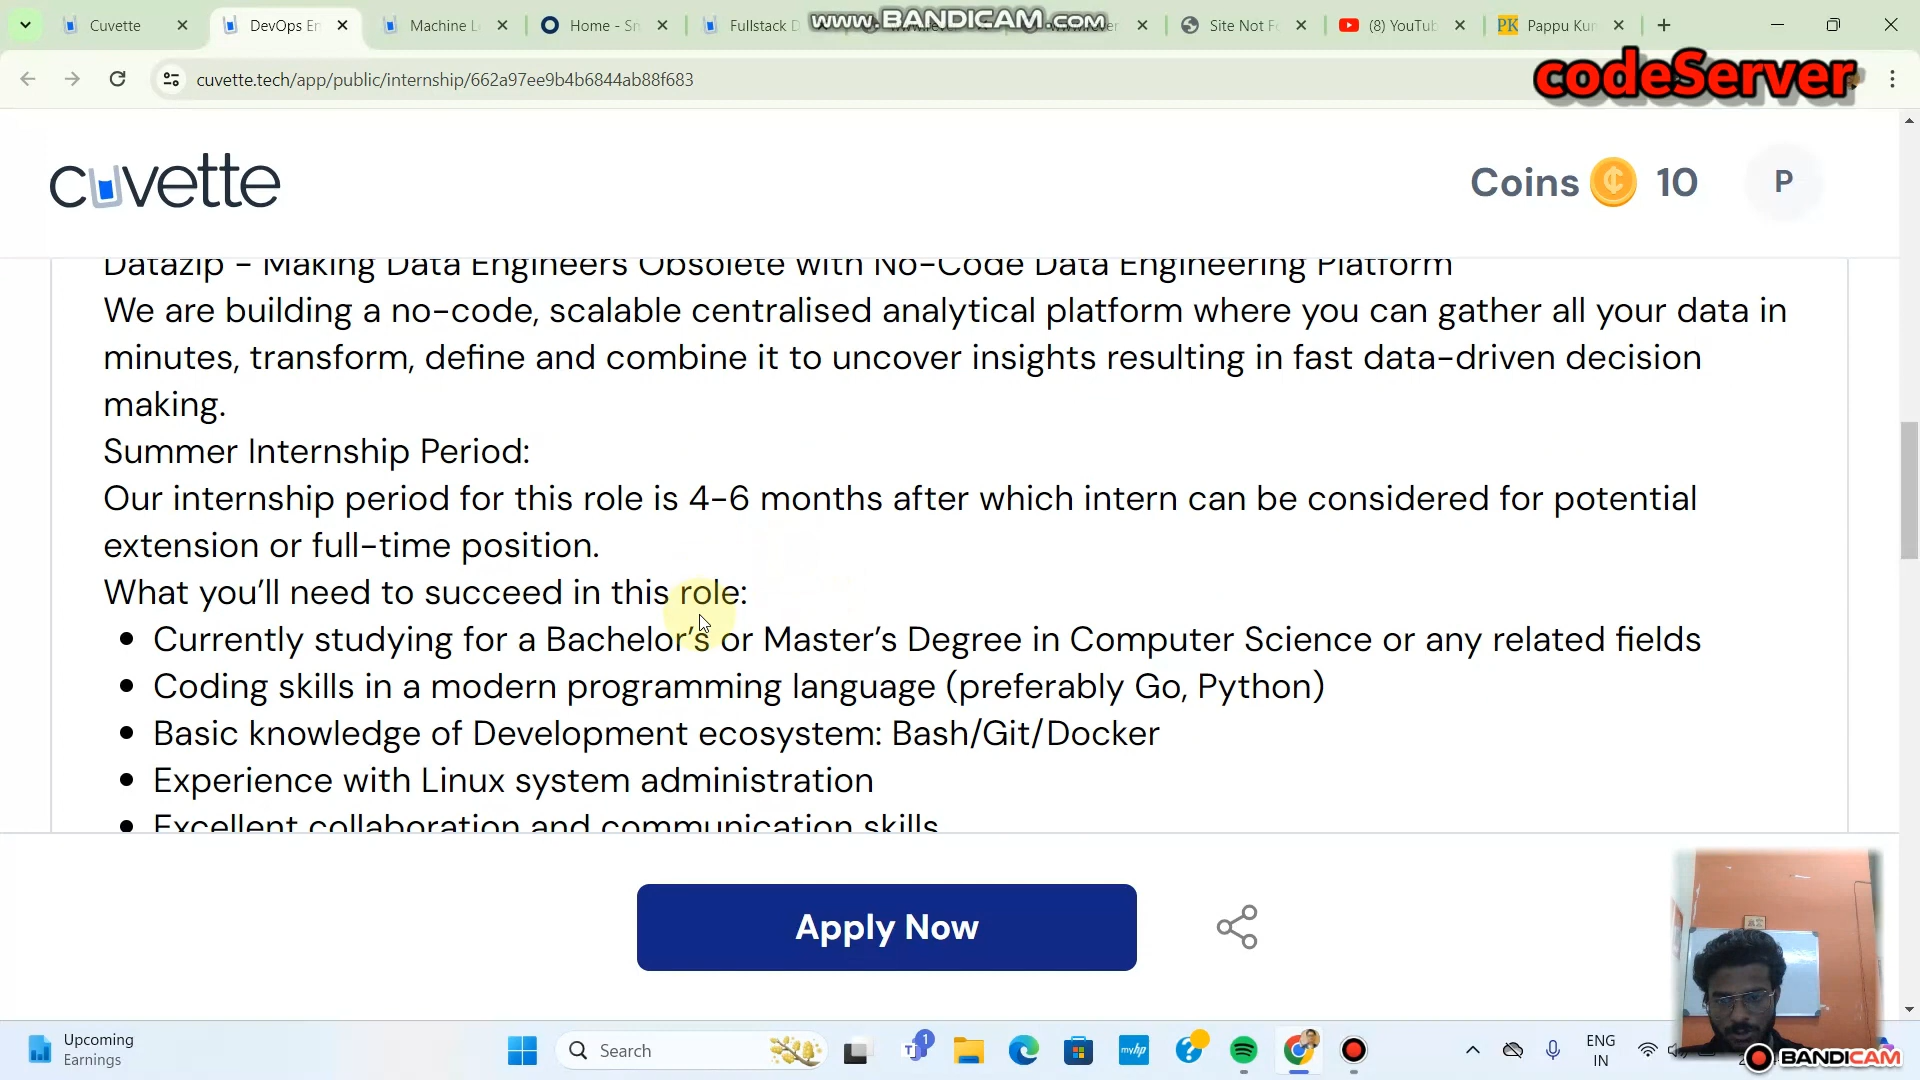 Cuvette
DevOps En
Machine L
Home - Sn
Fullstack D
www.BANDICAM.com
Site Not F
(8) YouTub
PK Pappu Kun
cuvette.tech/app/public/internship/662a97ee9b4b6844ab88f683
codeServer
cuvette
Coins 10
P
Datazip - Making Data Engineers Obsolete with No-Code Data Engineering Platform
We are building a no-code, scalable centralised analytical platform where you can gather all your data in
minutes, transform, define and combine it to uncover insights resulting in fast data-driven decision
making.
Summer Internship Period:
Our internship period for this role is 4-6 months after which intern can be considered for potential
extension or full-time position.
What you’ll need to succeed in this role:
Currently studying for a Bachelor’s or Master’s Degree in Computer Science or any related fields
Coding skills in a modern programming language (preferably Go, Python)
Basic knowledge of Development ecosystem: Bash/Git/Docker
Experience with Linux system administration
Excellent collaboration and communication skills
Apply Now
Upcoming
Earnings
Search
1
myhp
ENG
IN
BANDICAM